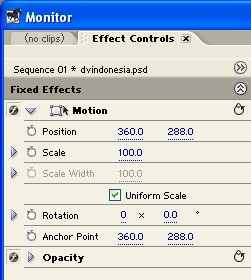 Monitor
(no clips) Effect Controls
Sequence 01 * dvindonesia.psd
Fixed Effects
Motion
Position 360.0 288.0
Scale 100.0
Scale Width 100.0
Uniform Scale
Rotation 0 x 0.0 °
Anchor Point 360.0 288.0
Opacity